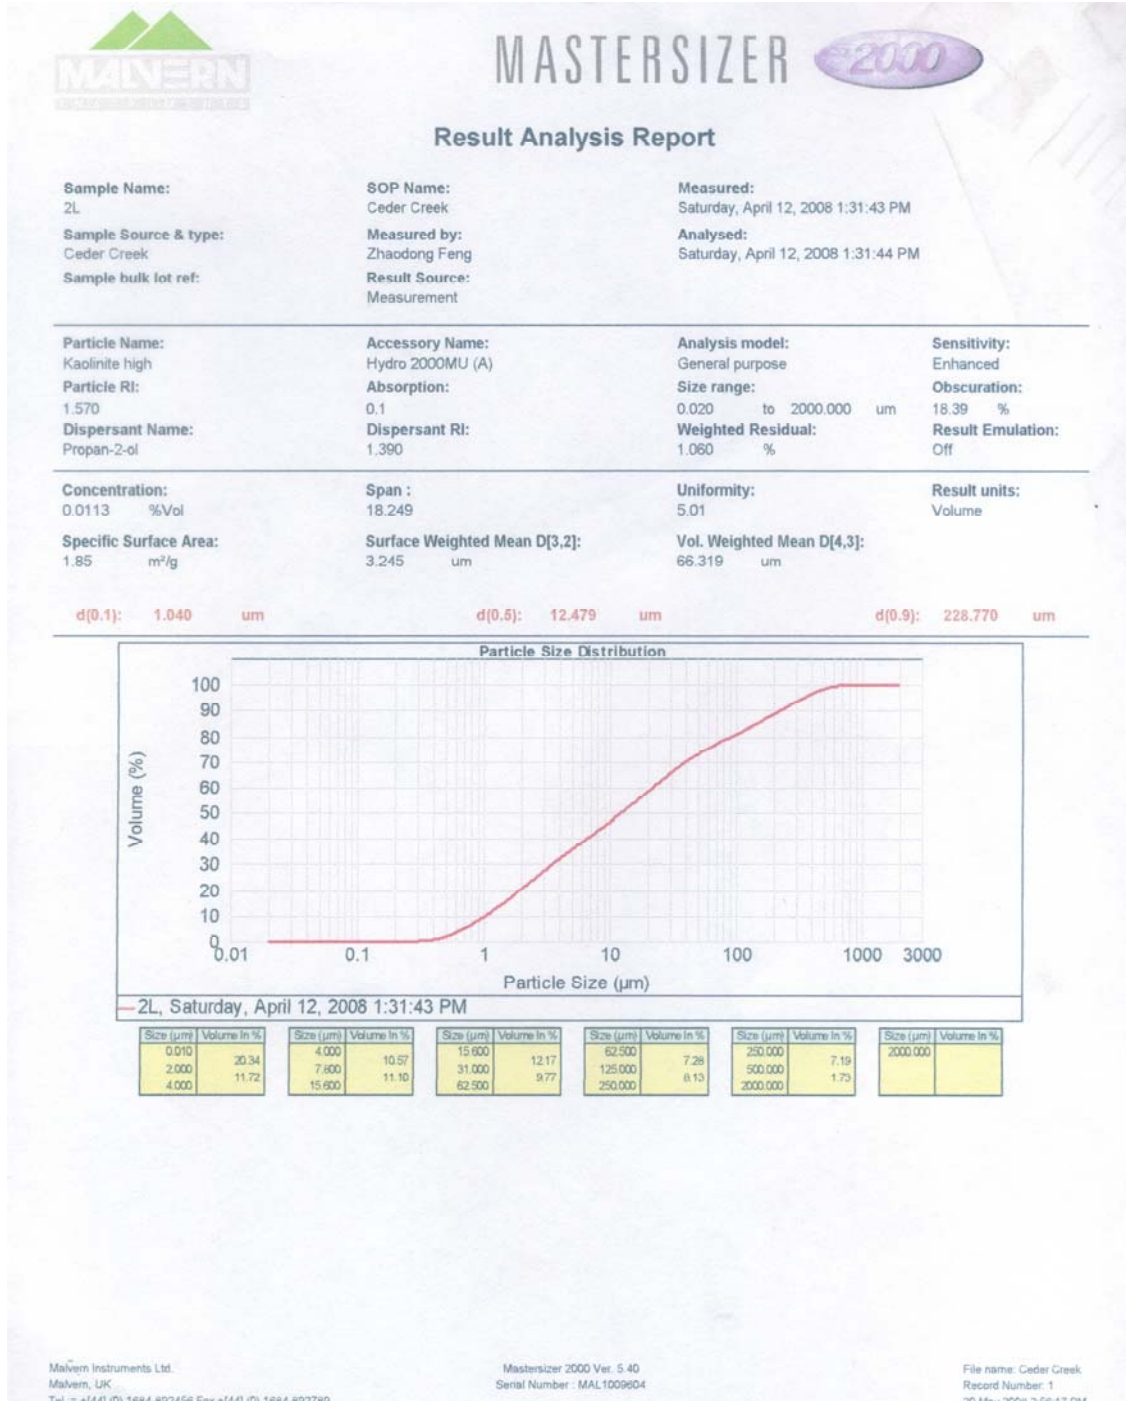 MALVERN
MASTERSIZER 2000
Result Analysis Report
Sample Name:
2L
SOP Name:
Ceder Creek
Measured:
Saturday, April 12, 2008 1:31:43 PM
Sample Source & type:
Ceder Creek
Measured by:
Zhaodong Feng
Analysed:
Saturday, April 12, 2008 1:31:44 PM
Sample bulk lot ref:
Result Source:
Measurement
Particle Name:
Kaolinite high
Accessory Name:
Hydro 2000MU (A)
Analysis model:
General purpose
Sensitivity:
Enhanced
Particle RI:
1.570
Absorption:
0.1
Size range:
0.020 to 2000.000 um
Obscuration:
18.39 %
Dispersant Name:
Propan-2-ol
Dispersant RI:
1.390
Weighted Residual:
1.060 %
Result Emulation:
Off
Concentration:
0.0113 %Vol
Span :
18.249
Uniformity:
5.01
Result units:
Volume
Specific Surface Area:
1.85 m²/g
Surface Weighted Mean D[3,2]:
3.245 um
Vol. Weighted Mean D[4,3]:
66.319 um
d(0.1): 1.040 um d(0.5): 12.479 um d(0.9): 228.770 um
Particle Size Distribution
Volume (%)
100
90
80
70
60
50
40
30
20
10
0
0.01 0.1 1 10 100 1000 3000
Particle Size (µm)
2L, Saturday, April 12, 2008 1:31:43 PM
Size (µm) Volume In %
0.010
20.34
2.000
11.72
4.000
Size (µm) Volume In %
4.000
10.57
7.800
11.10
15.600
Size (µm) Volume In %
15.600
12.17
31.000
9.77
62.500
Size (µm) Volume In %
62.500
7.28
125.000
8.13
250.000
Size (µm) Volume In %
250.000
7.19
500.000
1.73
2000.000
Size (µm) Volume In %
2000.000
Malvern Instruments Ltd.
Malvern, UK
Mastersizer 2000 Ver. 5.40
Serial Number : MAL1009604
File name: Ceder Creek
Record Number: 1